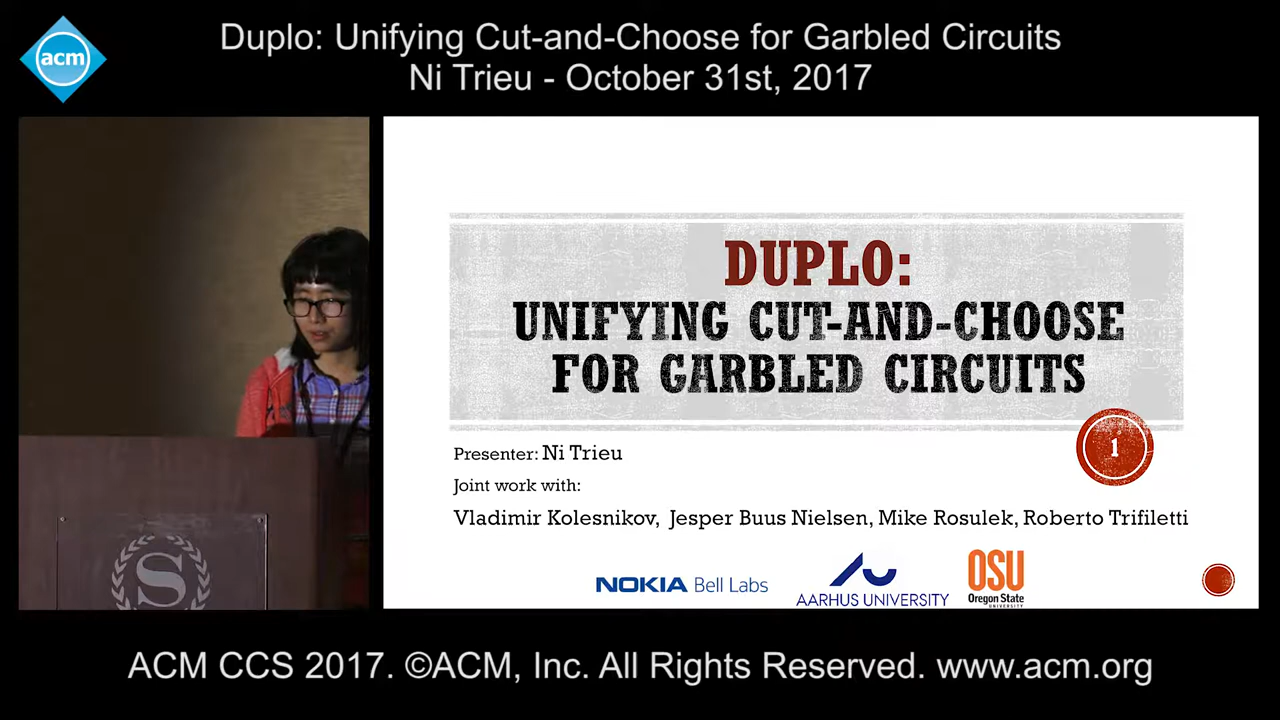 Duplo: Unifying Cut-and-Choose for Garbled Circuits
Ni Trieu - October 31st, 2017
acm
DUPLO:
UNIFYING CUT-AND-CHOOSE
FOR GARBLED CIRCUITS
1
Presenter: Ni Trieu
Joint work with:
Vladimir Kolesnikov, Jesper Buus Nielsen, Mike Rosulek, Roberto Trifiletti
NOKIA Bell Labs
AARHUS UNIVERSITY
OSU
Oregon State
UNIVERSITY
S
ACM CCS 2017. ©ACM, Inc. All Rights Reserved. www.acm.org